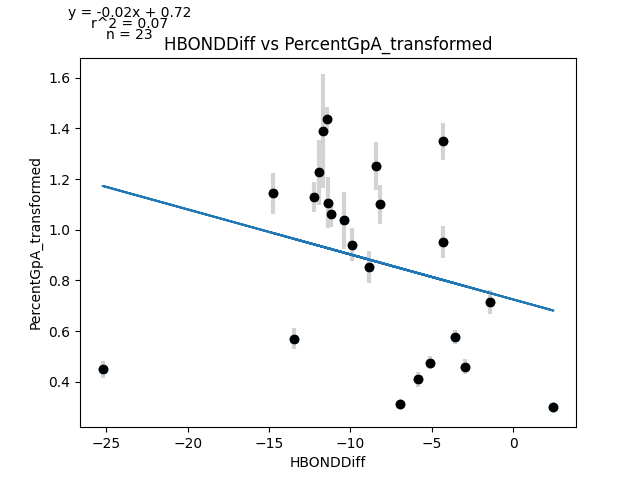 y = -0.02x + 0.72
r^2 = 0.07
n = 23
HBONDDiff vs PercentGpA_transformed
PercentGpA_transformed
1.6
1.4
1.2
1.0
0.8
0.6
0.4
−25
−20
−15
−10
−5
0
HBONDDiff